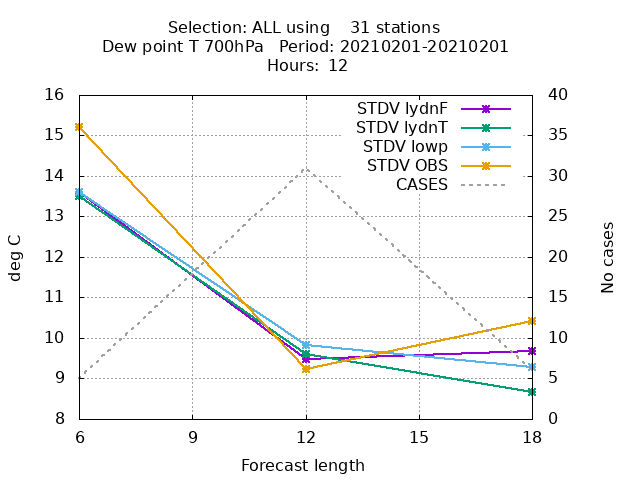 Selection: ALL using    31 stations
Dew point T 700hPa   Period: 20210201-20210201
Hours:  12
STDV lydnF
STDV lydnT
STDV lowp
STDV OBS
CASES
16
15
14
13
12
11
10
9
8
40
35
30
25
20
15
10
5
0
deg C
No cases
6 9 12 15 18
Forecast length